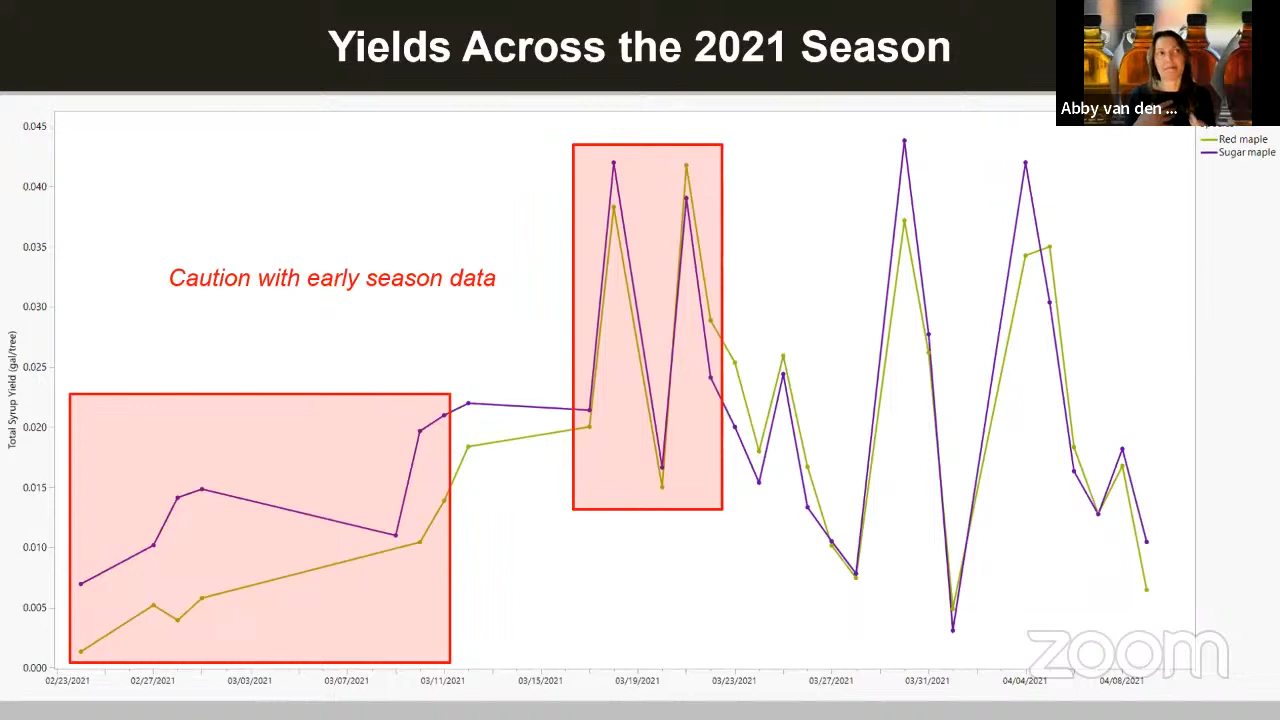 Yields Across the 2021 Season
Abby van den ...
Red maple
Sugar maple
Caution with early season data
Total Syrup Yield (gal/tree)
0.045
0.040
0.035
0.030
0.025
0.020
0.015
0.010
0.005
0.000
02/23/2021 02/27/2021 03/03/2021 03/07/2021 03/11/2021 03/15/2021 03/19/2021 03/23/2021 03/27/2021 03/31/2021 04/04/2021 04/08/2021
zoom